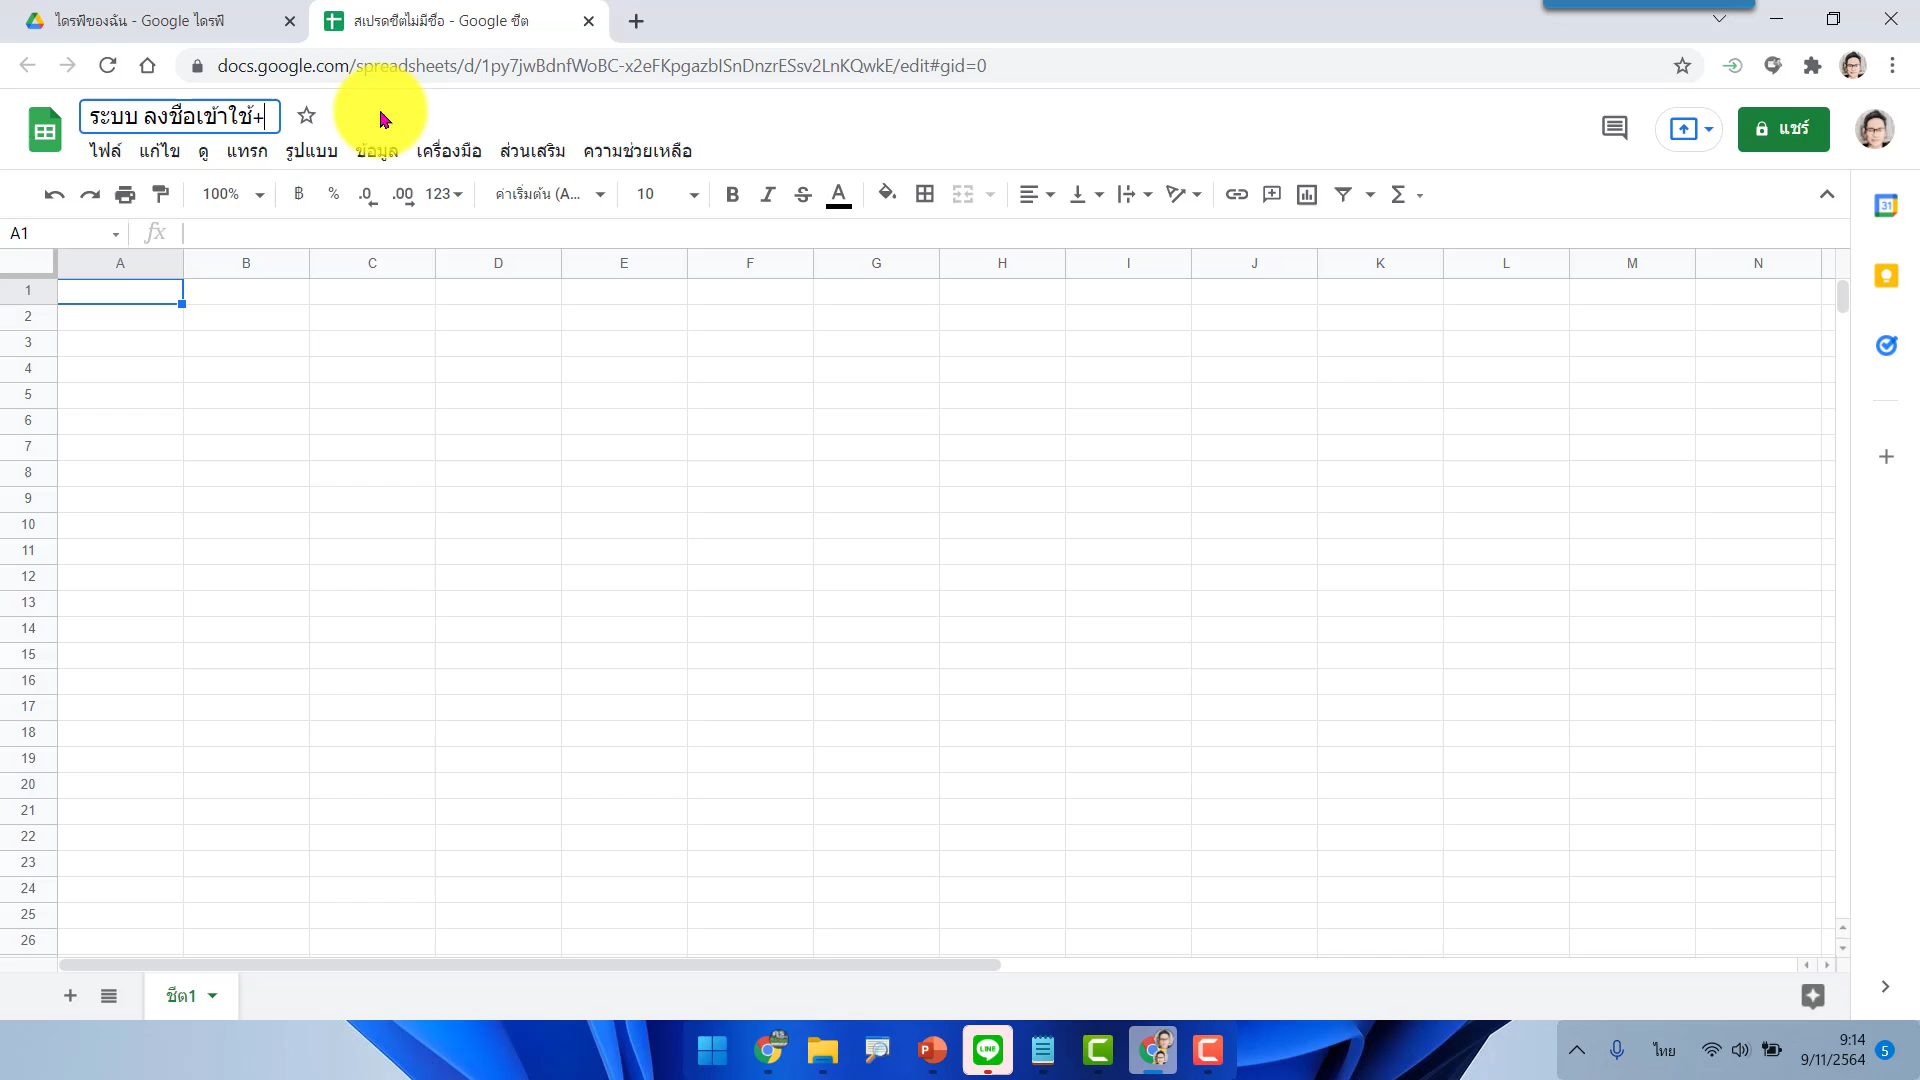 ไดรฟ์ของฉัน - Google ไดรฟ์
สเปรดชีตไม่มีชื่อ - Google ชีต
docs.google.com/spreadsheets/d/1py7jwBdnfWoBC-x2eFKpgazbISnDnzrESsv2LnKQwkE/edit#gid=0
ระบบ ลงชื่อเข้าใช้+
แชร์
ไฟล์ แก้ไข ดู แทรก รูปแบบ ข้อมูล เครื่องมือ ส่วนเสริม ความช่วยเหลือ
100% ฿ % .0 .00 123 ค่าเริ่มต้น (A... 10 B I S A Σ
31
A1 fx
A B C D E F G H I J K L M N
1
2
3
4
5
6
7
8
9
10
11
12
13
14
15
16
17
18
19
20
21
22
23
24
25
26
ชีต1
LINE
ไทย
9:14
9/11/2564
5